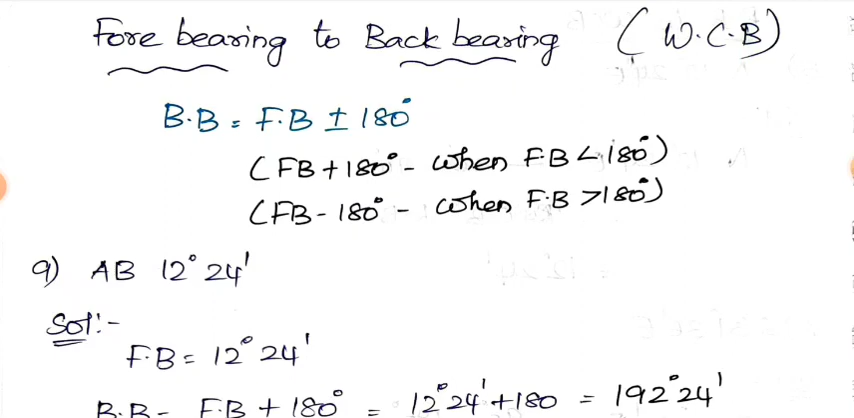 Fore bearing to Back bearing (W.C.B)
B.B = F.B ± 180°
(FB + 180° - when F.B < 180°)
(FB - 180° - when F.B > 180°)
9) AB 12° 24'
Sol:-
F.B = 12° 24'
B.B = F.B + 180° = 12° 24' + 180 = 192° 24'